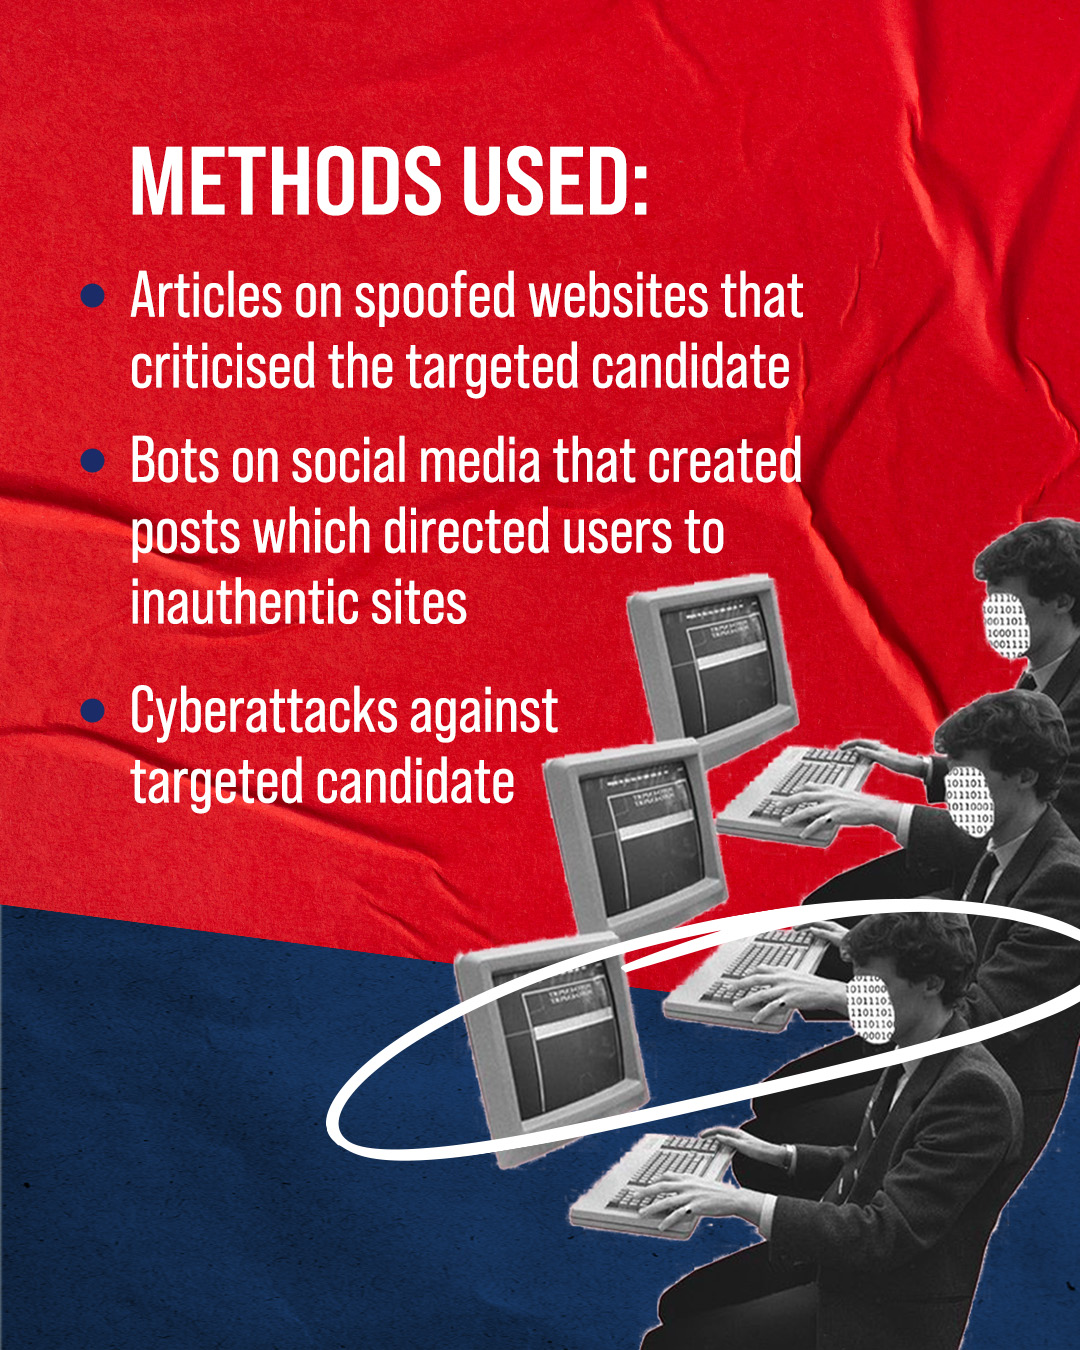 METHODS USED:
Articles on spoofed websites that
criticised the targeted candidate
Bots on social media that created
posts which directed users to
inauthentic sites
Cyberattacks against
targeted candidate